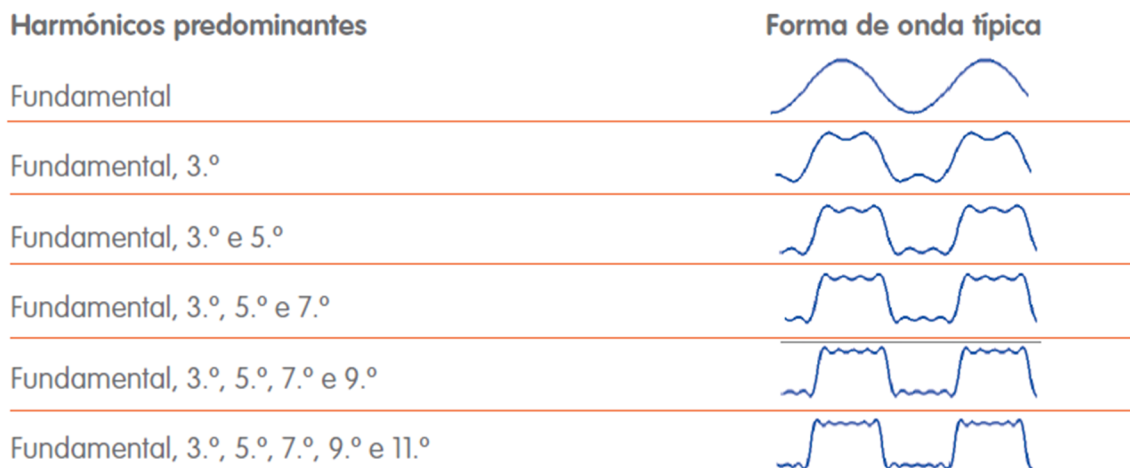 Harmónicos predominantes Forma de onda típica
Fundamental
Fundamental, 3.º
Fundamental, 3.º e 5.º
Fundamental, 3.º, 5.º e 7.º
Fundamental, 3.º, 5.º, 7.º e 9.º
Fundamental, 3.º, 5.º, 7.º, 9.º e 11.º